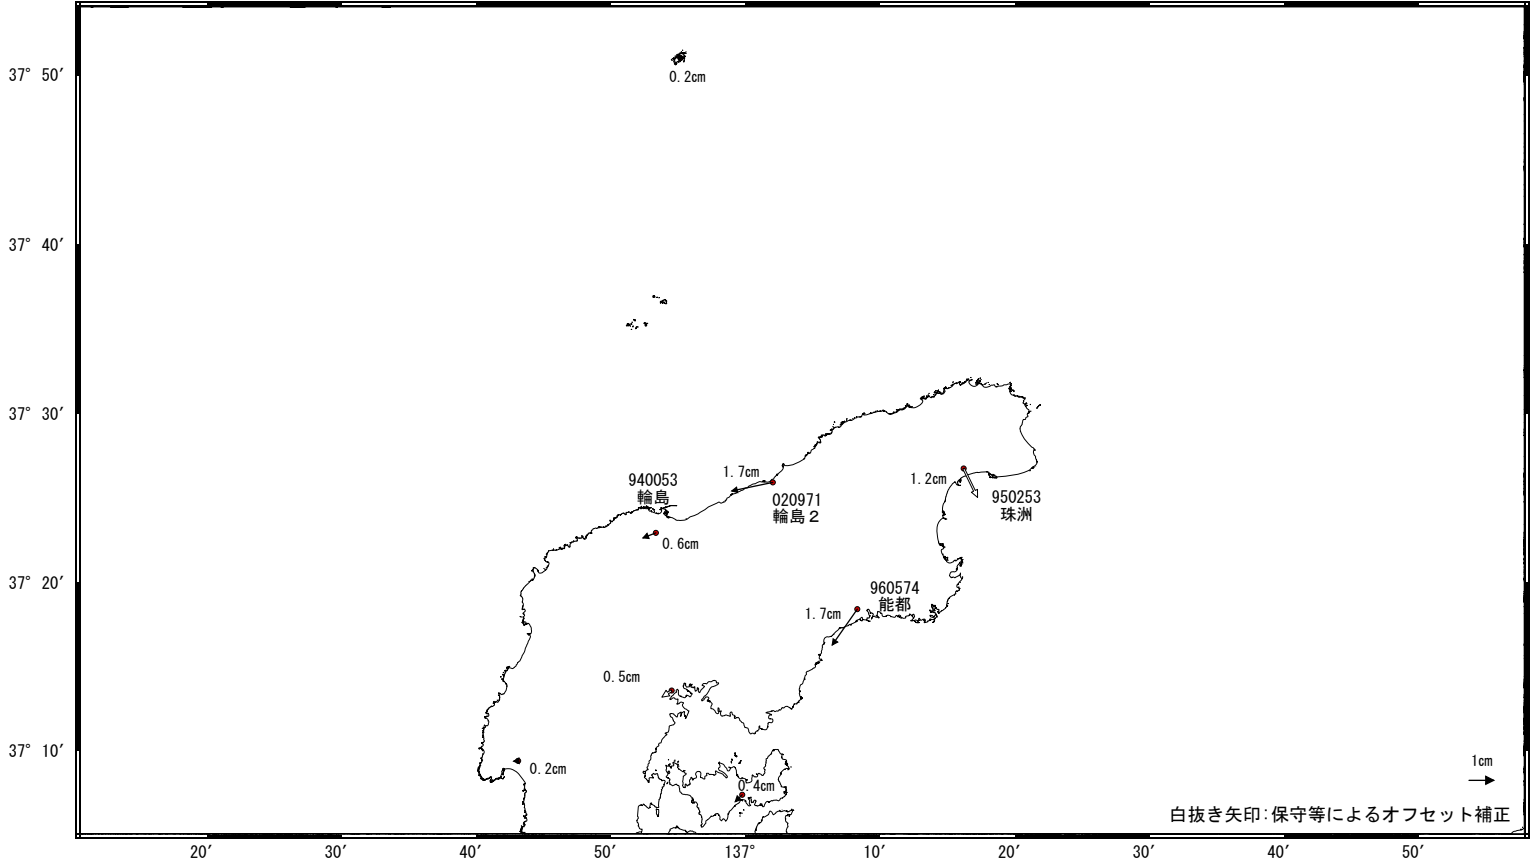 37° 50′
0.2cm
37° 40′
37° 30′
940053
輪島
1.7cm
020971
輪島２
1.2cm
950253
珠洲
0.6cm
37° 20′
960574
能都
1.7cm
0.5cm
37° 10′
0.2cm
0.4cm
1cm
白抜き矢印:保守等によるオフセット補正
20′ 30′ 40′ 50′ 137° 10′ 20′ 30′ 40′ 50′